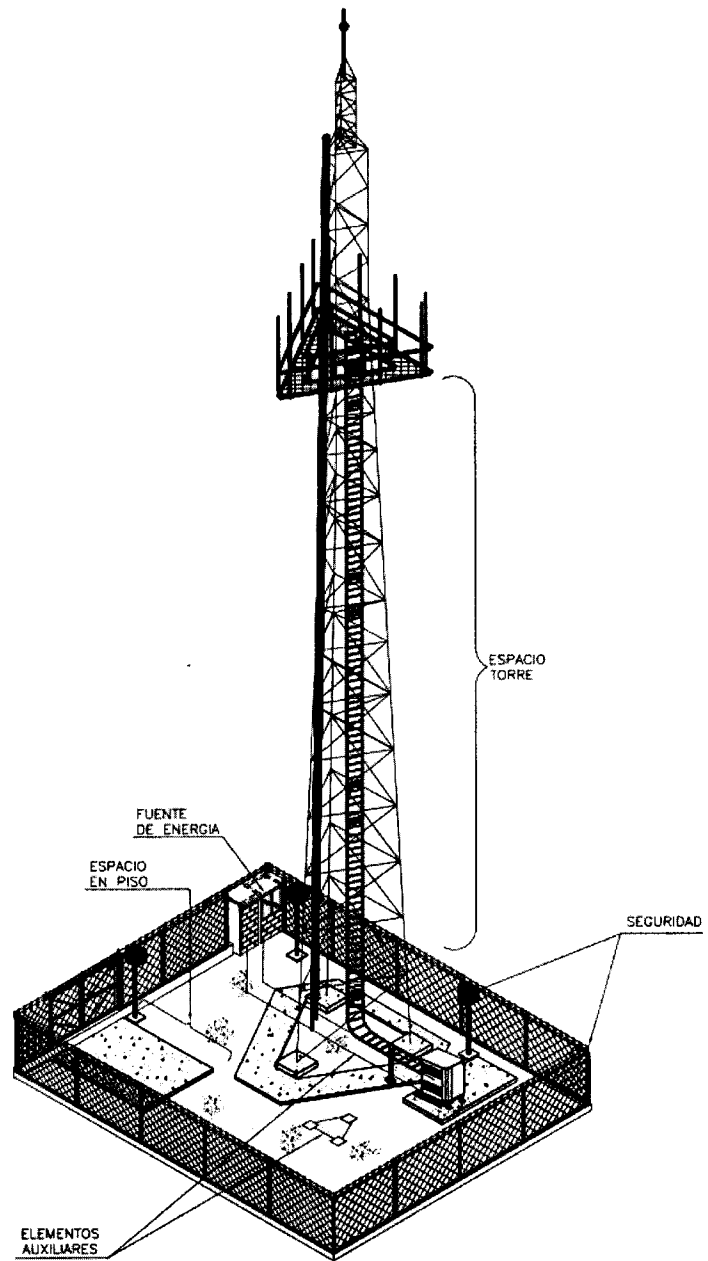 ESPACIO
TORRE
FUENTE
DE ENERGIA
ESPACIO
EN PISO
SEGURIDAD
ELEMENTOS
AUXILIARES